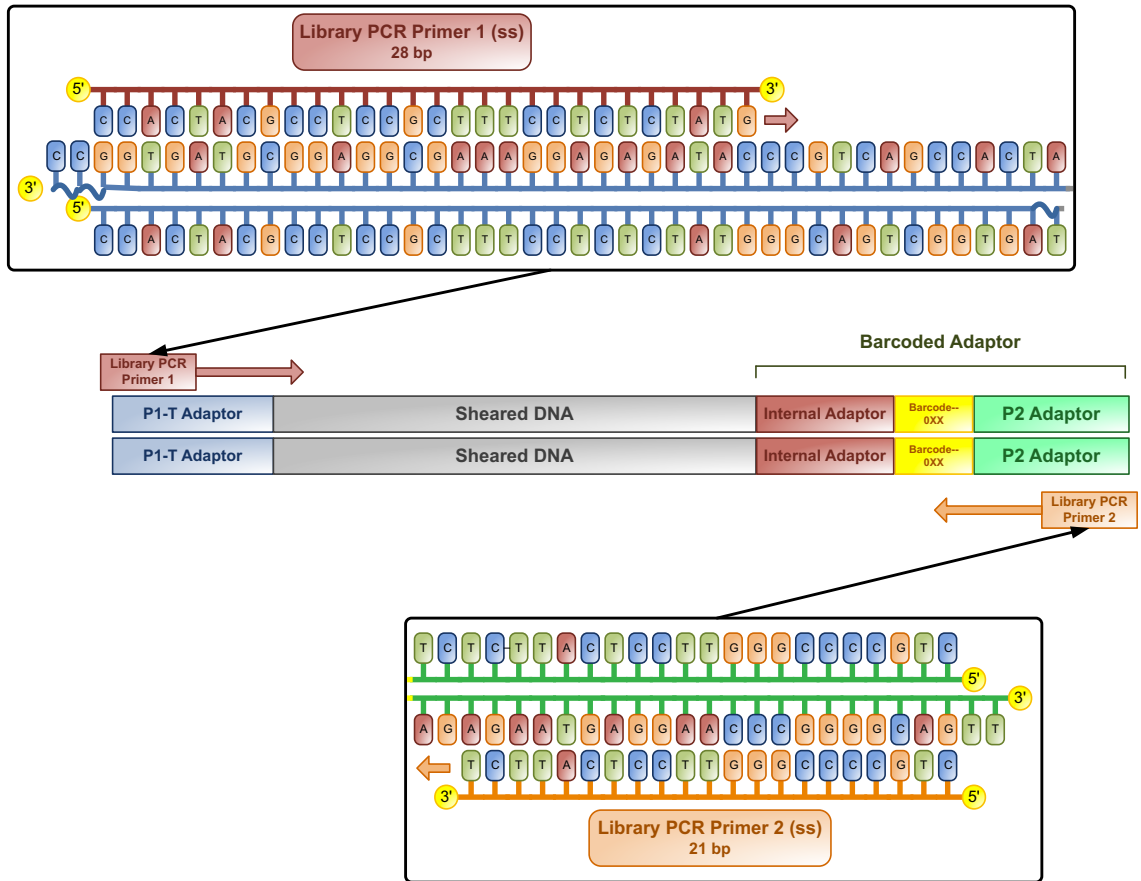 Library PCR Primer 1 (ss)
28 bp
5' 3'
C C A C T A C G C C T C C G C T T T C C T C T C T A T G
C C G G T G A T G C G G A G G C G A A A G G A G A G A T A C C C G T C A G C C A C T A
3'
5'
C C A C T A C G C C T C C G C T T T C C T C T C T A T G G G C A G T C G G T G A T
Barcoded Adaptor
Library PCR
Primer 1
P1-T Adaptor Sheared DNA Internal Adaptor Barcode--
0XX P2 Adaptor
P1-T Adaptor Sheared DNA Internal Adaptor Barcode--
0XX P2 Adaptor
Library PCR
Primer 2
T C T C T T A C T C C T T G G G C C C C G T C
5'
3'
A G A G A A T G A G G A A C C C G G G G C A G T T
T C T T A C T C C T T G G G C C C C G T C
3' 5'
Library PCR Primer 2 (ss)
21 bp